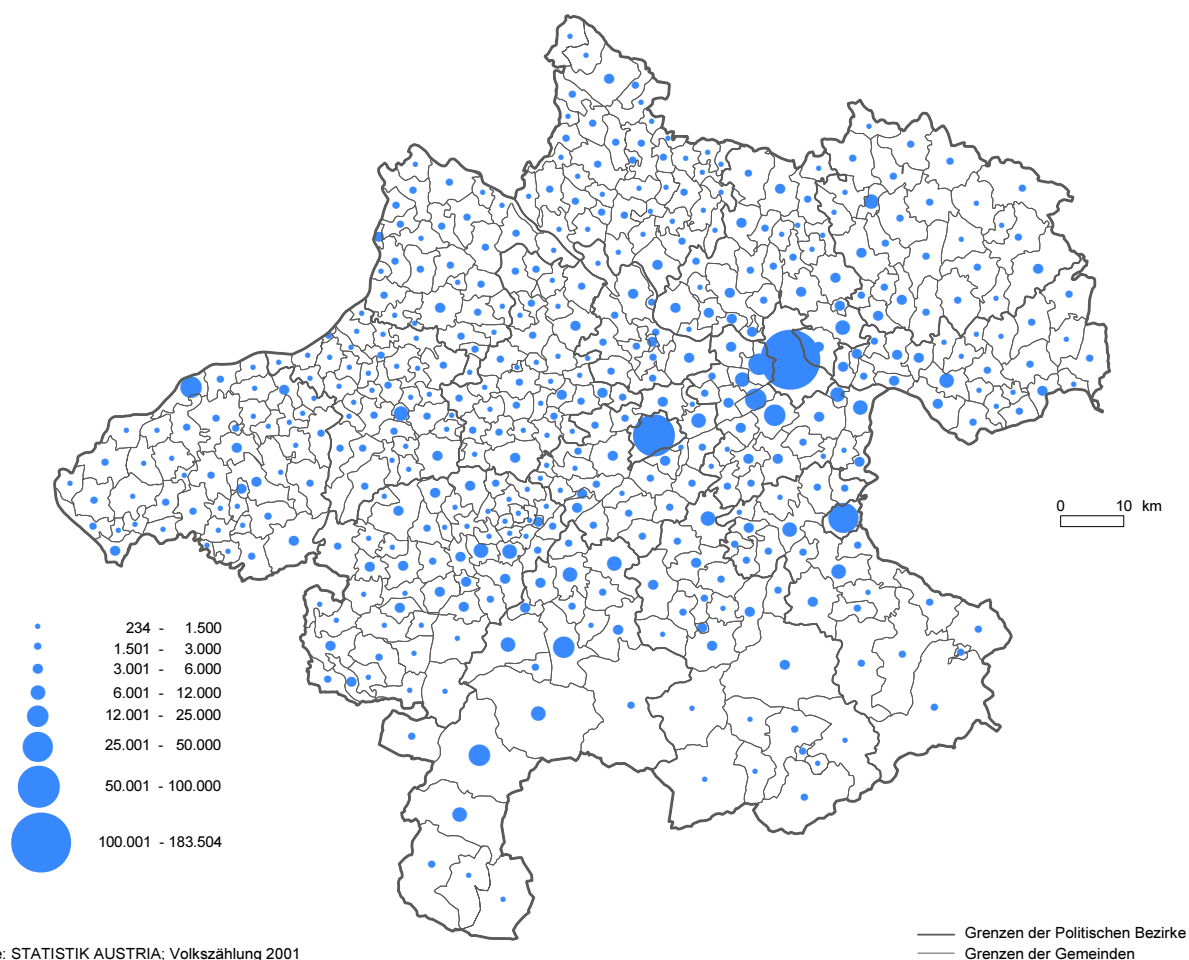 0 10 km
234 - 1.500
1.501 - 3.000
3.001 - 6.000
6.001 - 12.000
12.001 - 25.000
25.001 - 50.000
50.001 - 100.000
100.001 - 183.504
Grenzen der Politischen Bezirke
Grenzen der Gemeinden
e: STATISTIK AUSTRIA; Volkszählung 2001